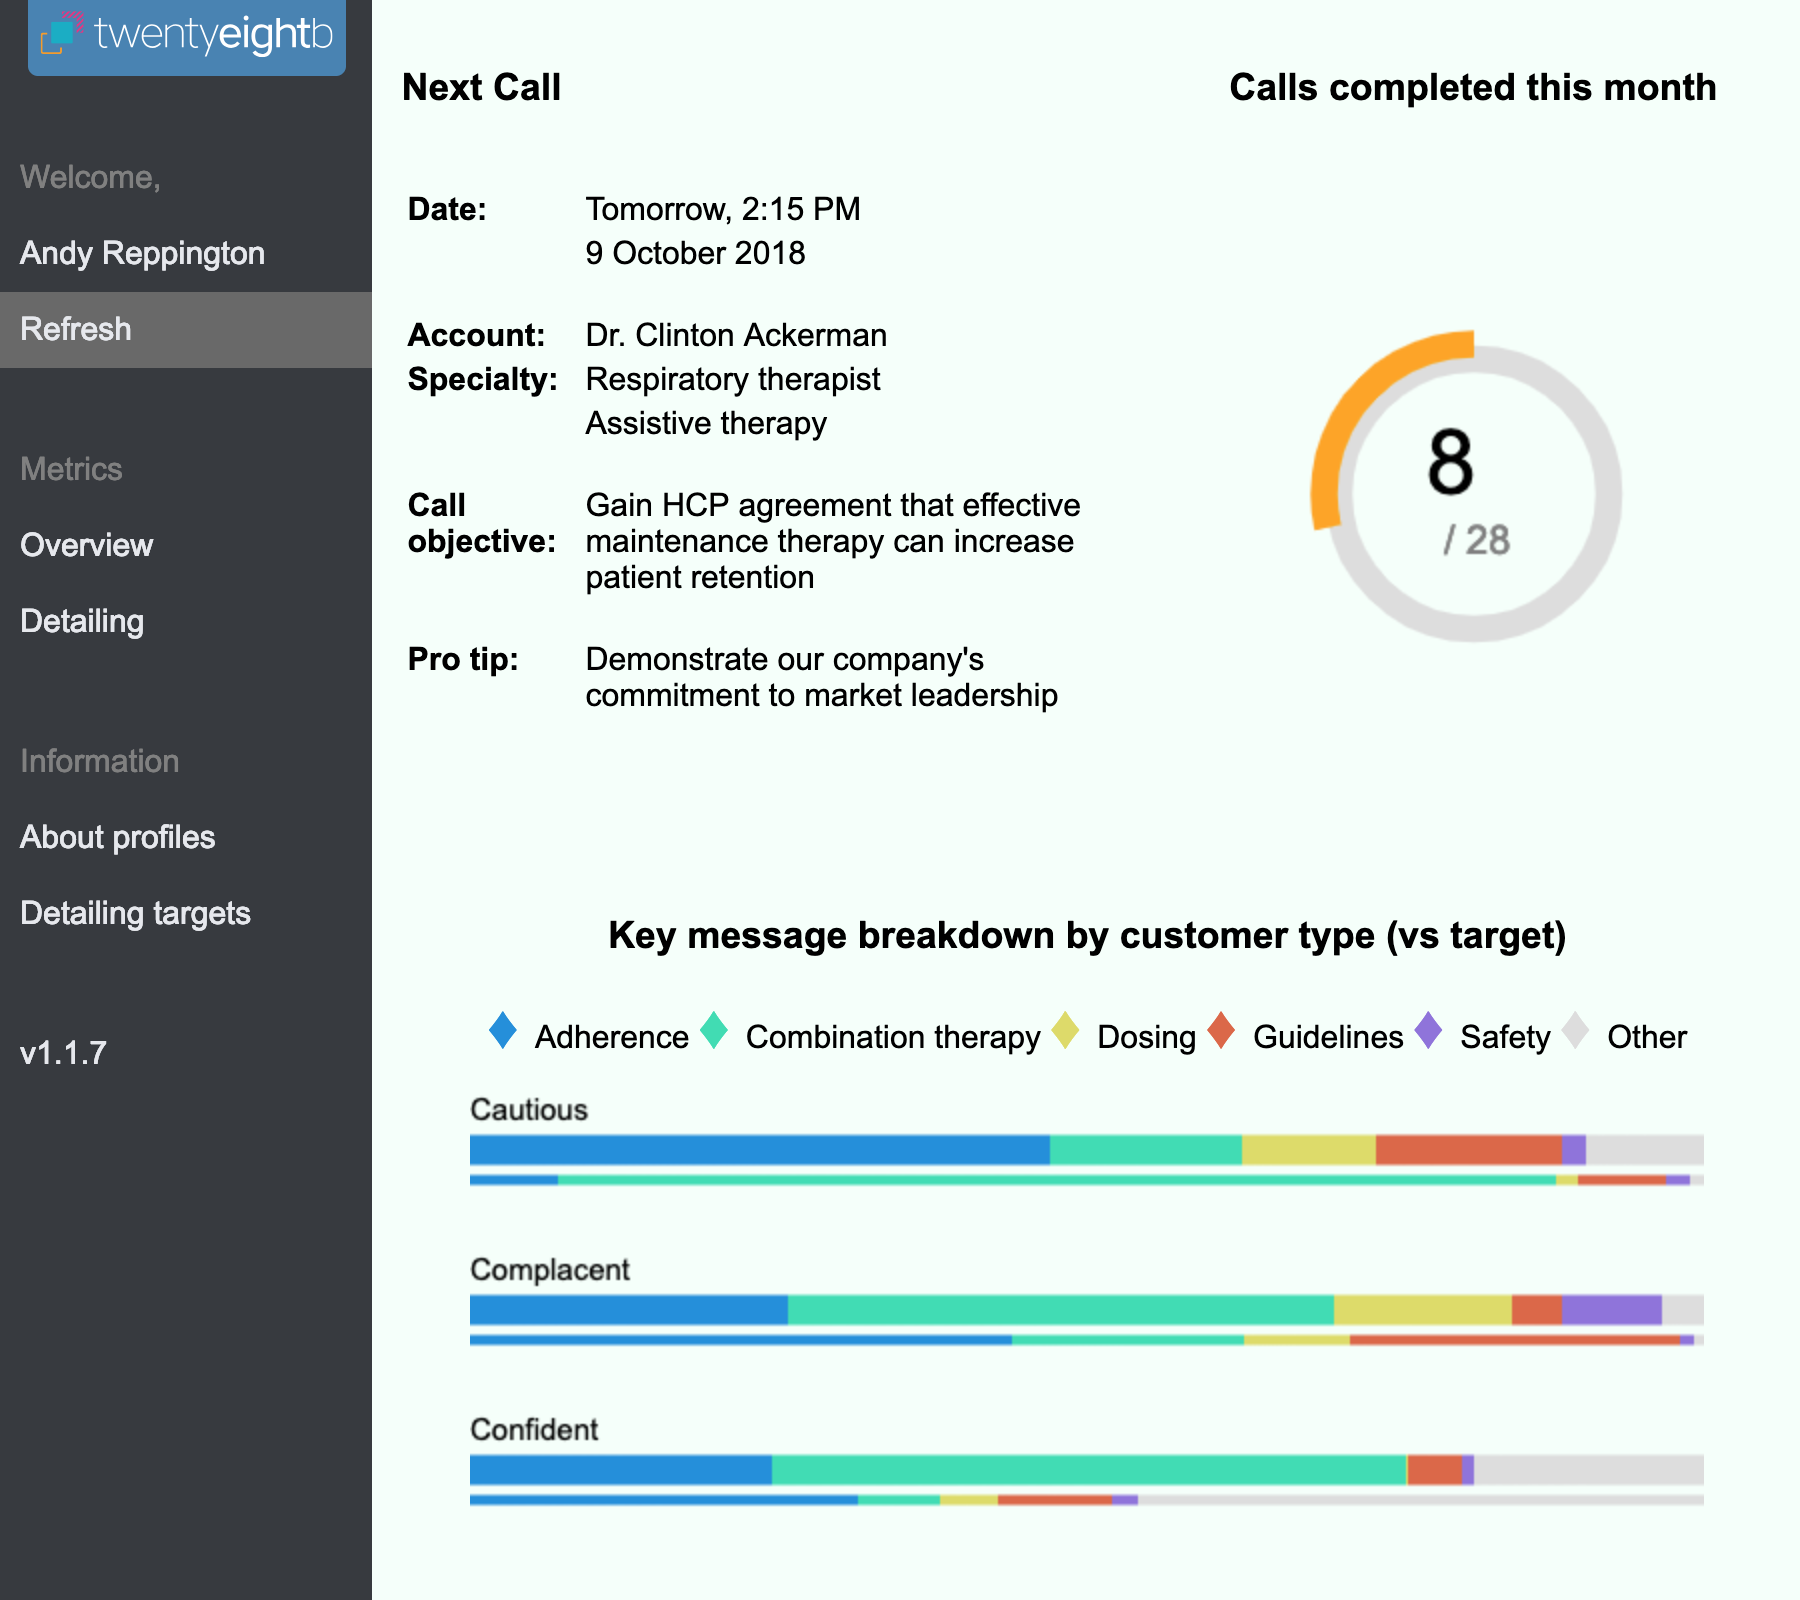 twentyeightb
Welcome,
Andy Reppington
Refresh
Metrics
Overview
Detailing
Information
About profiles
Detailing targets
v1.1.7
Next Call
Date: Tomorrow, 2:15 PM
9 October 2018
Account: Dr. Clinton Ackerman
Specialty: Respiratory therapist
Assistive therapy
Call Gain HCP agreement that effective
objective: maintenance therapy can increase
patient retention
Pro tip: Demonstrate our company's
commitment to market leadership
Calls completed this month
8
/ 28
Key message breakdown by customer type (vs target)
Adherence Combination therapy Dosing Guidelines Safety Other
Cautious
Complacent
Confident